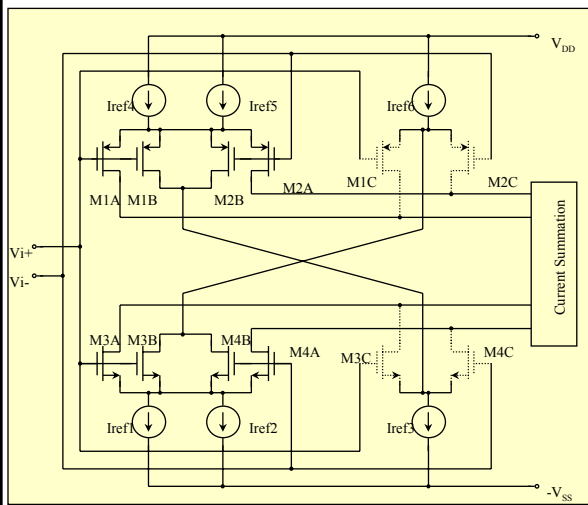 V_DD
Iref4
Iref5
Iref6
M1A
M1B
M2B
M2A
M1C
M2C
Current Summation
Vi+
Vi-
M3A
M3B
M4B
M4A
M3C
M4C
Iref1
Iref2
Iref3
-V_SS